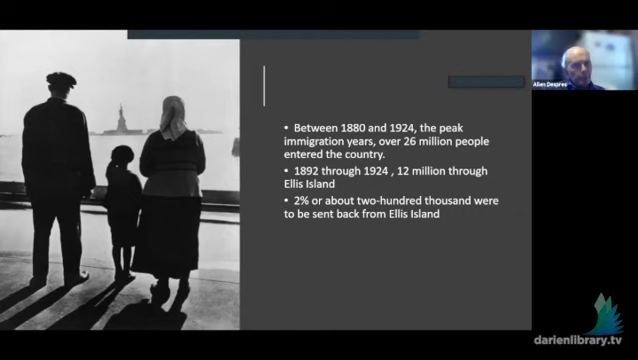 • Between 1880 and 1924, the peak
immigration years, over 26 million people
entered the country.
• 1892 through 1924 , 12 million through
Ellis Island
• 2% or about two-hundred thousand were
to be sent back from Ellis Island
Allen Despres
darienlibrary.tv